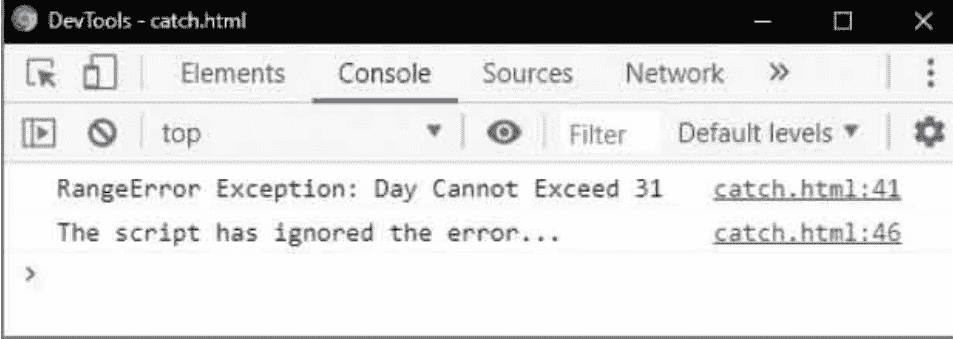 DevTools - catch.html
Elements Console Sources Network »
top Filter Default levels
RangeError Exception: Day Cannot Exceed 31 catch.html:41
The script has ignored the error... catch.html:46
>